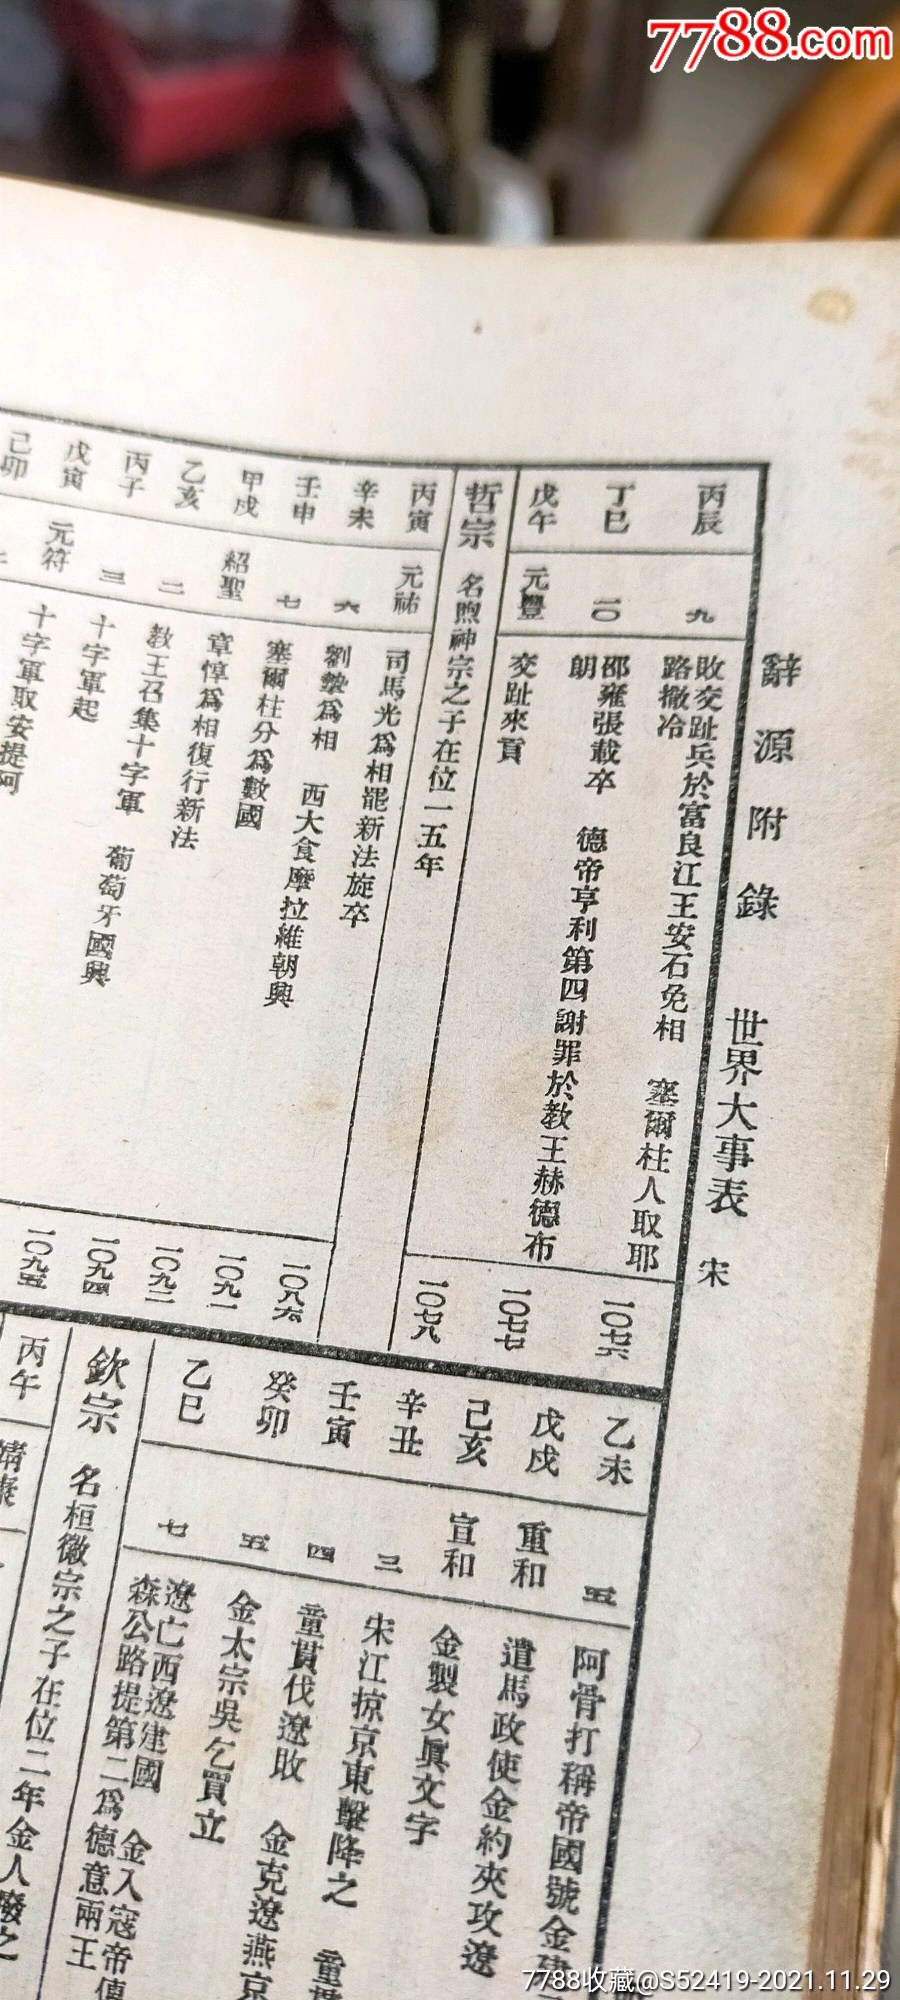 7788.com
辭源附錄 世界大事表 宋
丙辰 九 敗交趾兵於富良江王安石免相 塞爾柱人取耶
路撒冷 一〇七六
丁巳 一〇 邵雍張載卒 德帝亨利第四謝罪於教王赫德布
朗 一〇七七
戊午 元豐 交趾來貢 一〇七八
哲宗 名煦神宗之子在位一五年
丙寅 元祐 司馬光爲相罷新法旋卒 一〇八六
辛未 六 劉摯爲相 西大食摩拉維朝興 一〇九一
壬申 七 塞爾柱分爲數國 一〇九二
甲戌 紹聖 章惇爲相復行新法 一〇九四
乙亥 二 教王召集十字軍 葡萄牙國興 一〇九五
丙子 三 十字軍起
戊寅 元符 十字軍取安提阿
己卯
乙未 五 阿骨打稱帝國號金
戊戌 重和 遣馬政使金約夾攻遼
己亥 宣和 金製女眞文字
辛丑 三 宋江掠京東擊降之 童
壬寅 四 童貫伐遼敗 金克遼燕京
癸卯 五 金太宗吳乞買立
乙巳 七 遼亡西遼建國 金入寇帝傳
森公路提第二爲德意兩王
欽宗 名桓徽宗之子在位二年金人廢之
丙午 靖康
7788收藏@S52419-2021.11.29